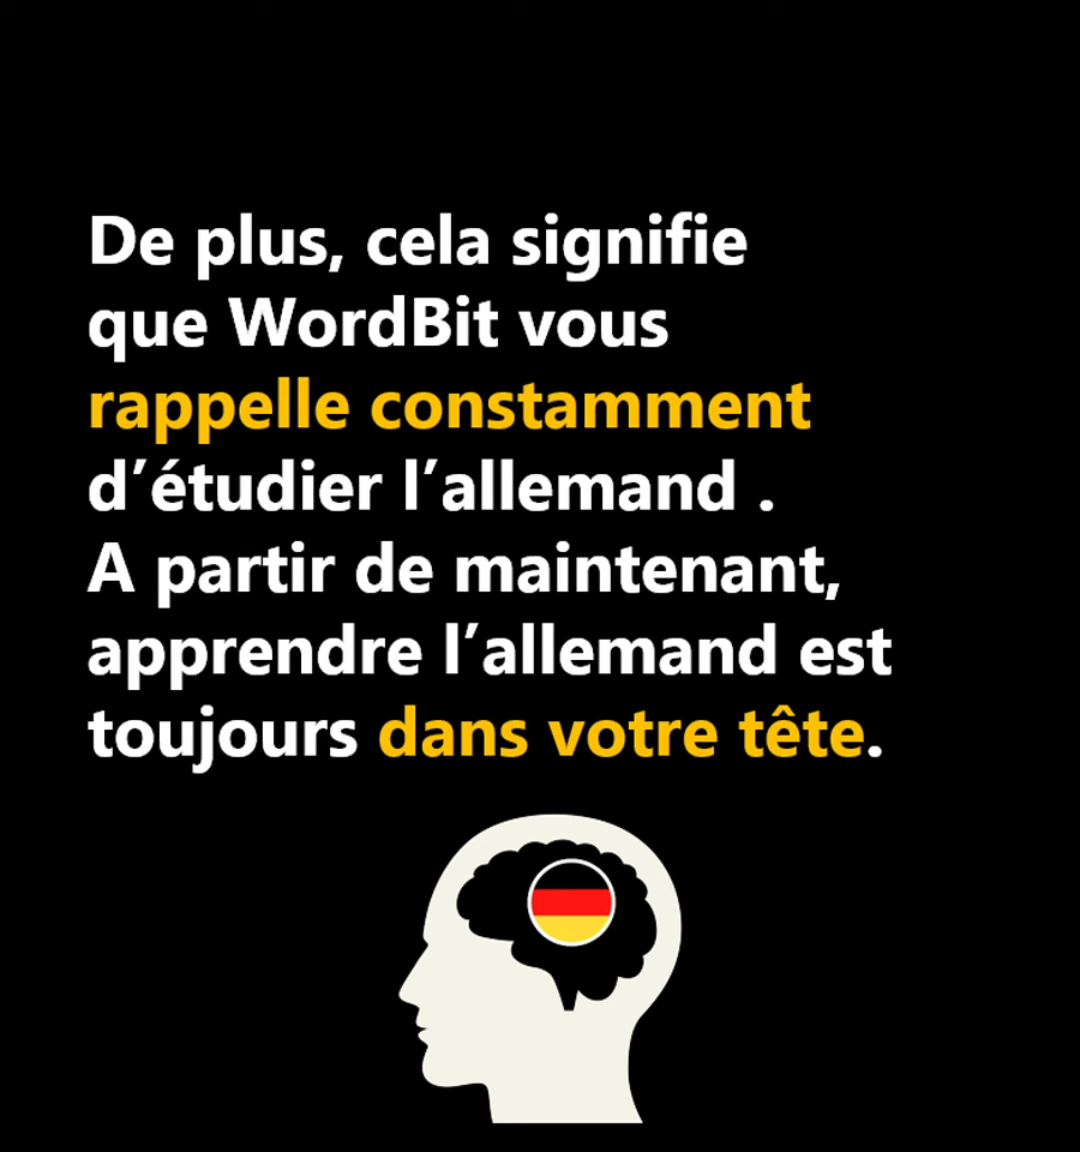 De plus, cela signifie
que WordBit vous
rappelle constamment
d’étudier l’allemand .
A partir de maintenant,
apprendre l’allemand est
toujours dans votre tête.